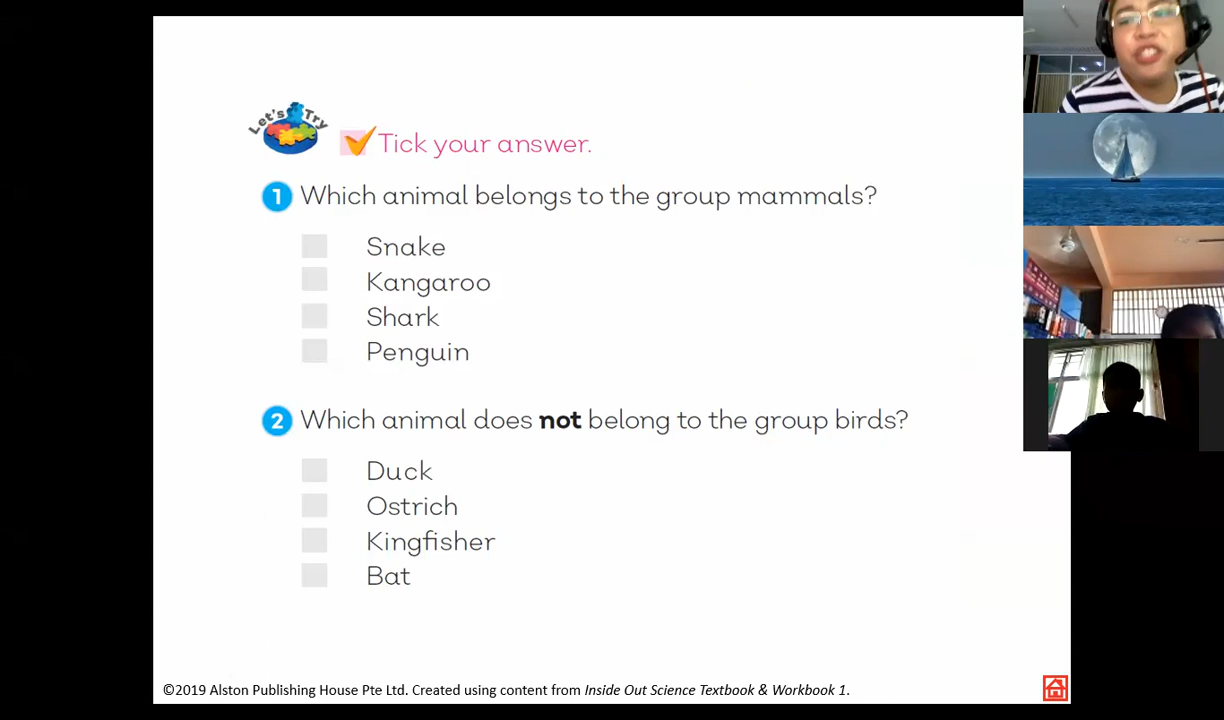 Let's Try
Tick your answer.
1 Which animal belongs to the group mammals?
Snake
Kangaroo
Shark
Penguin
2 Which animal does not belong to the group birds?
Duck
Ostrich
Kingfisher
Bat
©2019 Alston Publishing House Pte Ltd. Created using content from Inside Out Science Textbook & Workbook 1.